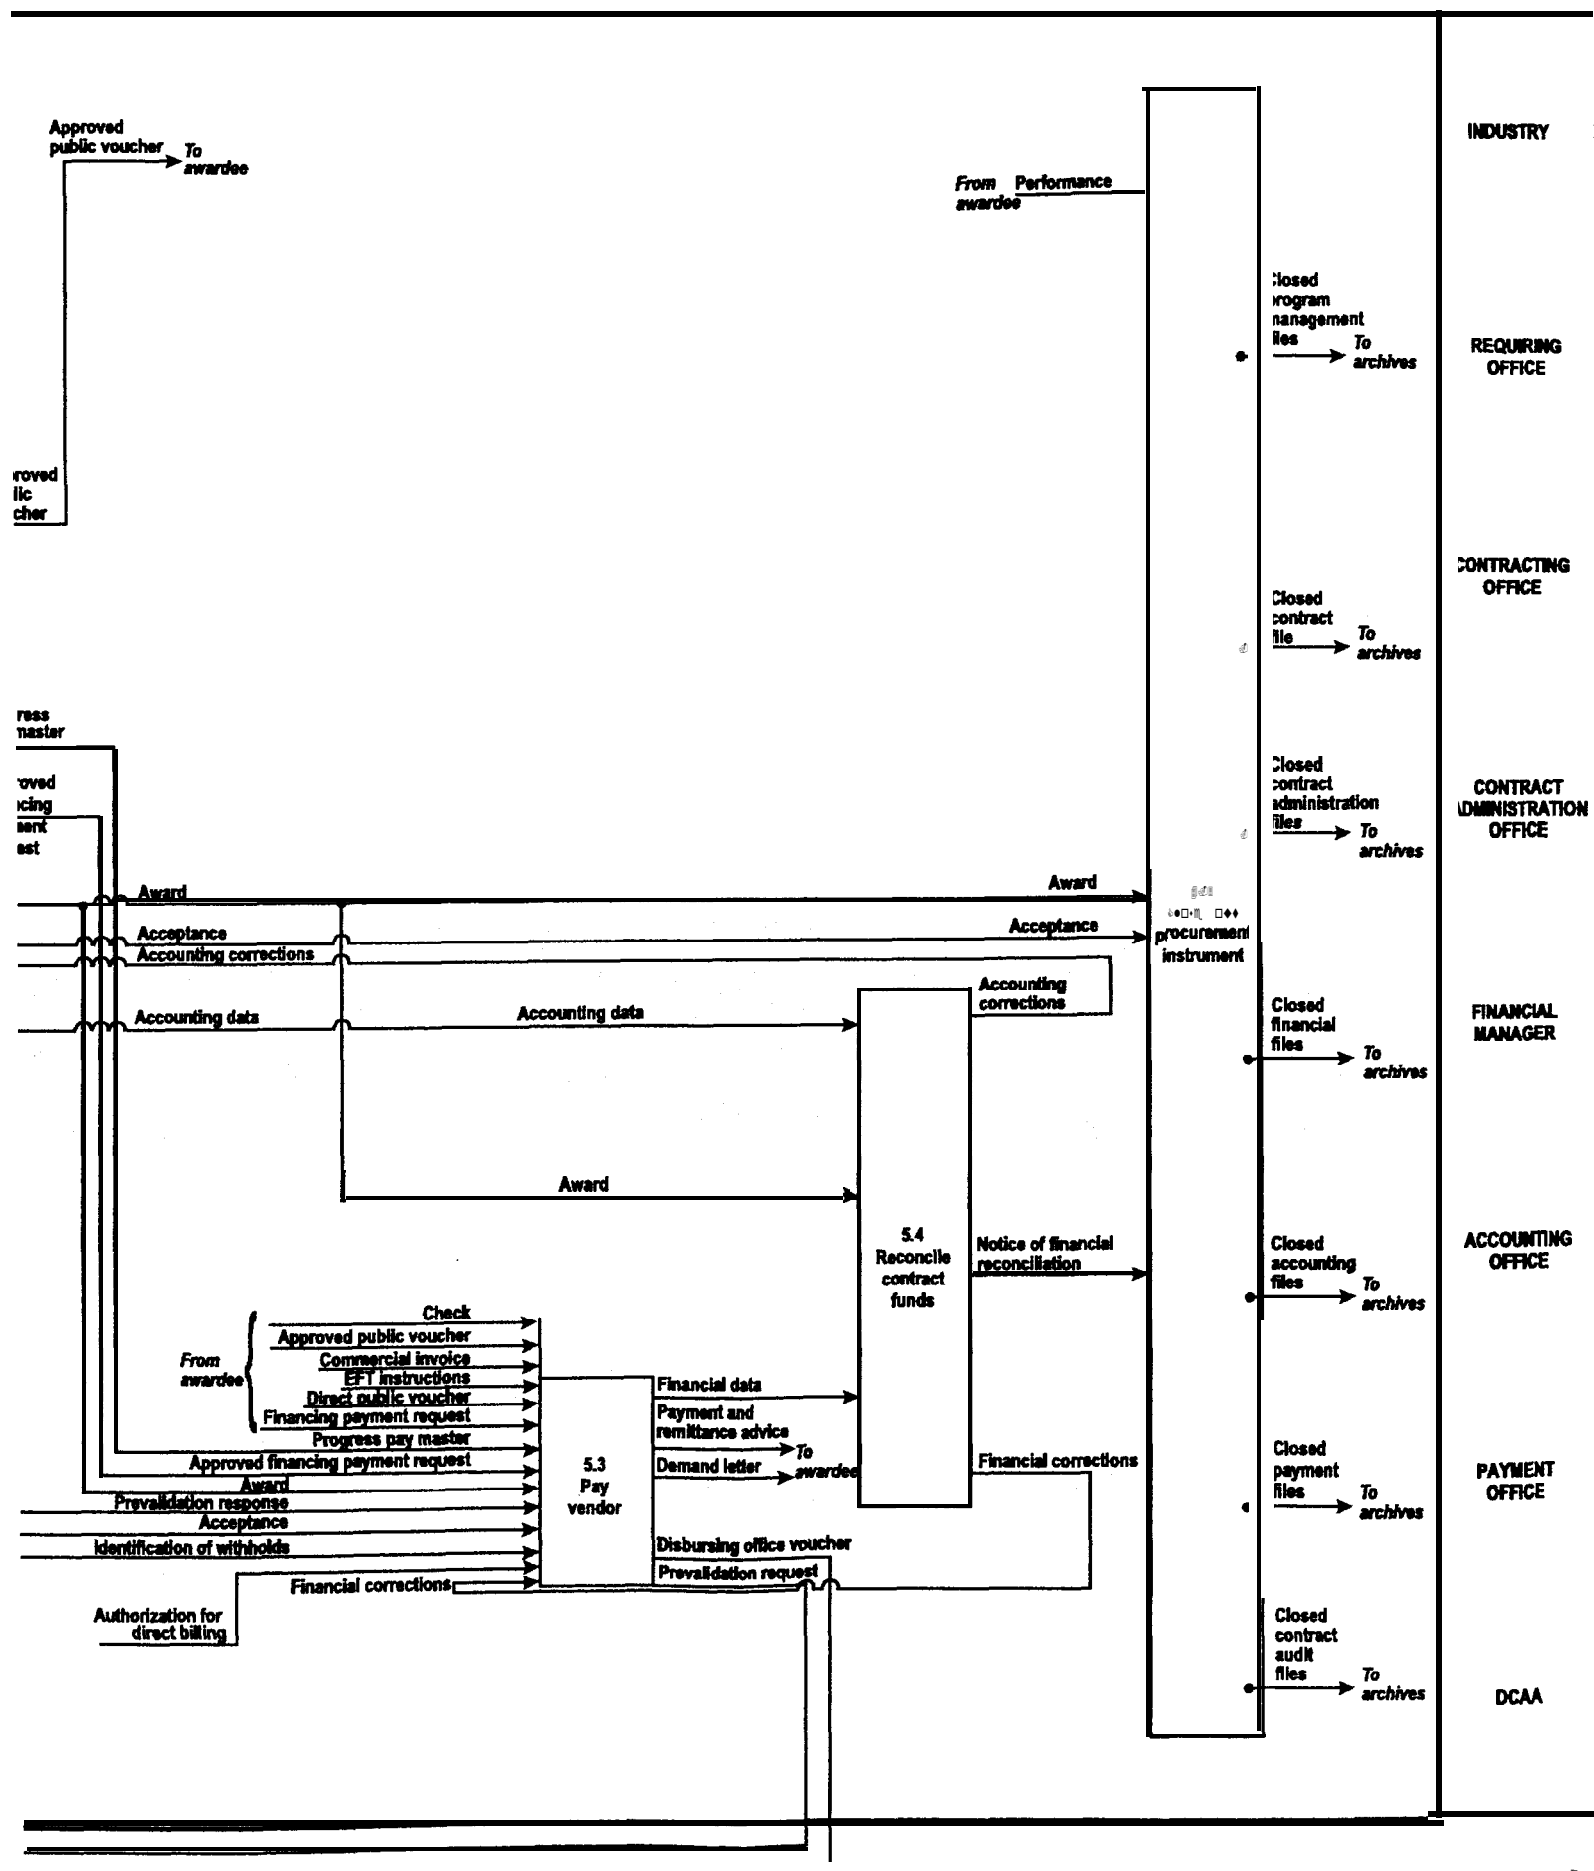 Approved
public voucher
To
awardee
INDUSTRY
From
awardee
Performance
program
management
files
To
archives
REQUIRING
OFFICE
CONTRACTING
OFFICE
Closed
contract
file
To
archives
Closed
contract
administration
files
To
archives
CONTRACT
ADMINISTRATION
OFFICE
Award
Award
Acceptance
Acceptance
Accounting corrections
procurement
instrument
Accounting
corrections
Accounting data
Accounting data
Closed
financial
files
To
archives
FINANCIAL
MANAGER
Award
5.4
Reconcile
contract
funds
Notice of financial
reconciliation
Closed
accounting
files
To
archives
ACCOUNTING
OFFICE
From
awardee
Check
Approved public voucher
Commercial invoice
EFT instructions
Direct public voucher
Financing payment request
Progress pay master
Approved financing payment request
Award
Prevalidation response
Acceptance
Identification of withholds
Financial corrections
Authorization for
direct billing
5.3
Pay
vendor
Financial data
Payment and
remittance advice
Demand letter
To
awardee
Disbursing office voucher
Prevalidation request
Financial corrections
Closed
payment
files
To
archives
PAYMENT
OFFICE
Closed
contract
audit
files
To
archives
DCAA